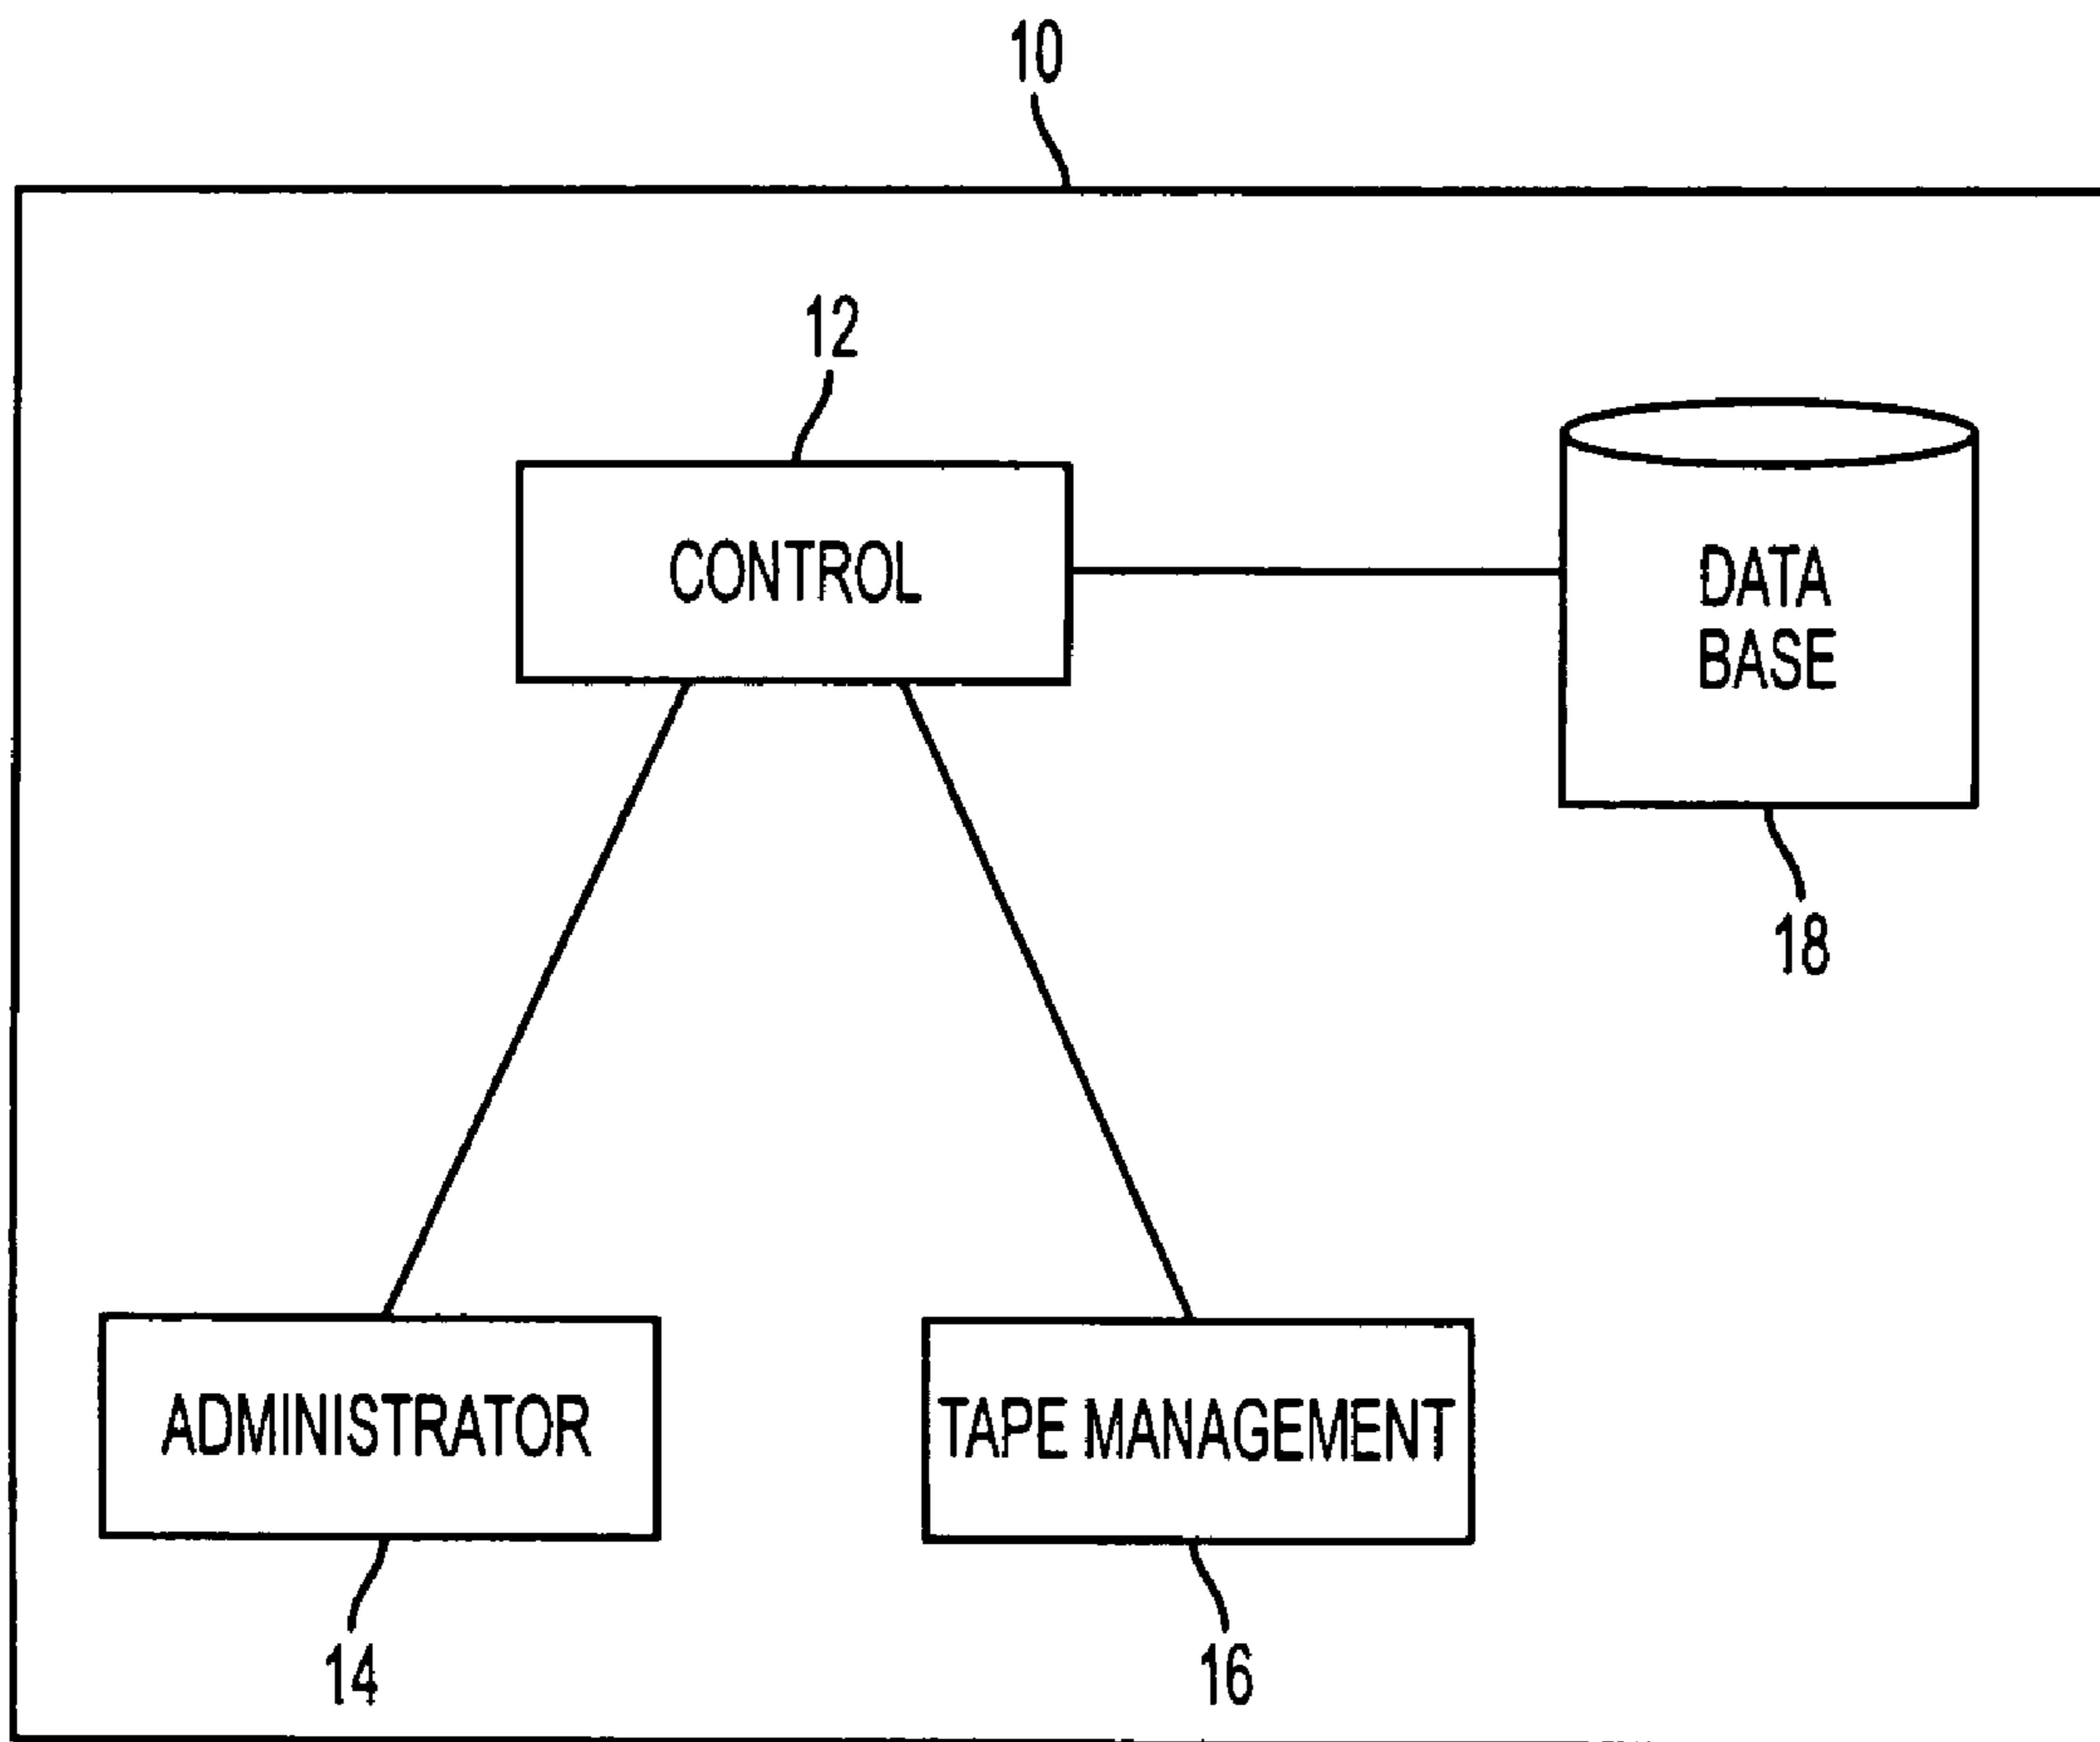 10
12
CONTROL
DATA
BASE
18
ADMINISTRATOR
TAPE MANAGEMENT
14
16